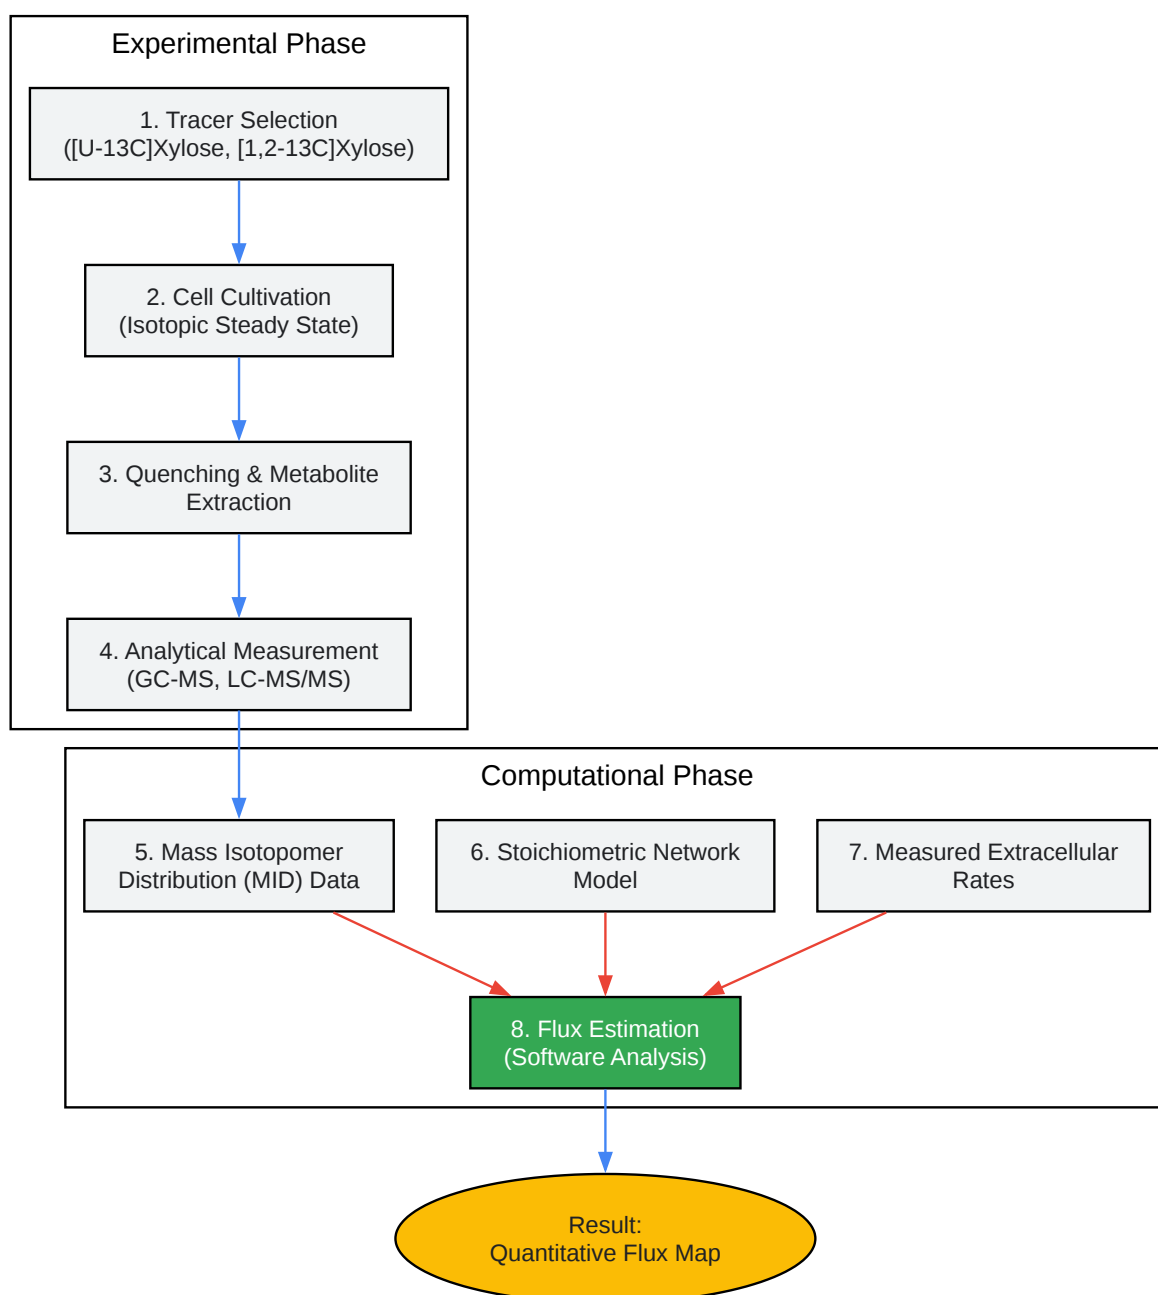 Experimental Phase
1. Tracer Selection
([U-13C]Xylose, [1,2-13C]Xylose)
2. Cell Cultivation
(Isotopic Steady State)
3. Quenching & Metabolite
Extraction
4. Analytical Measurement
(GC-MS, LC-MS/MS)
Computational Phase
5. Mass Isotopomer
Distribution (MID) Data
6. Stoichiometric Network
Model
7. Measured Extracellular
Rates
8. Flux Estimation
(Software Analysis)
Result:
Quantitative Flux Map